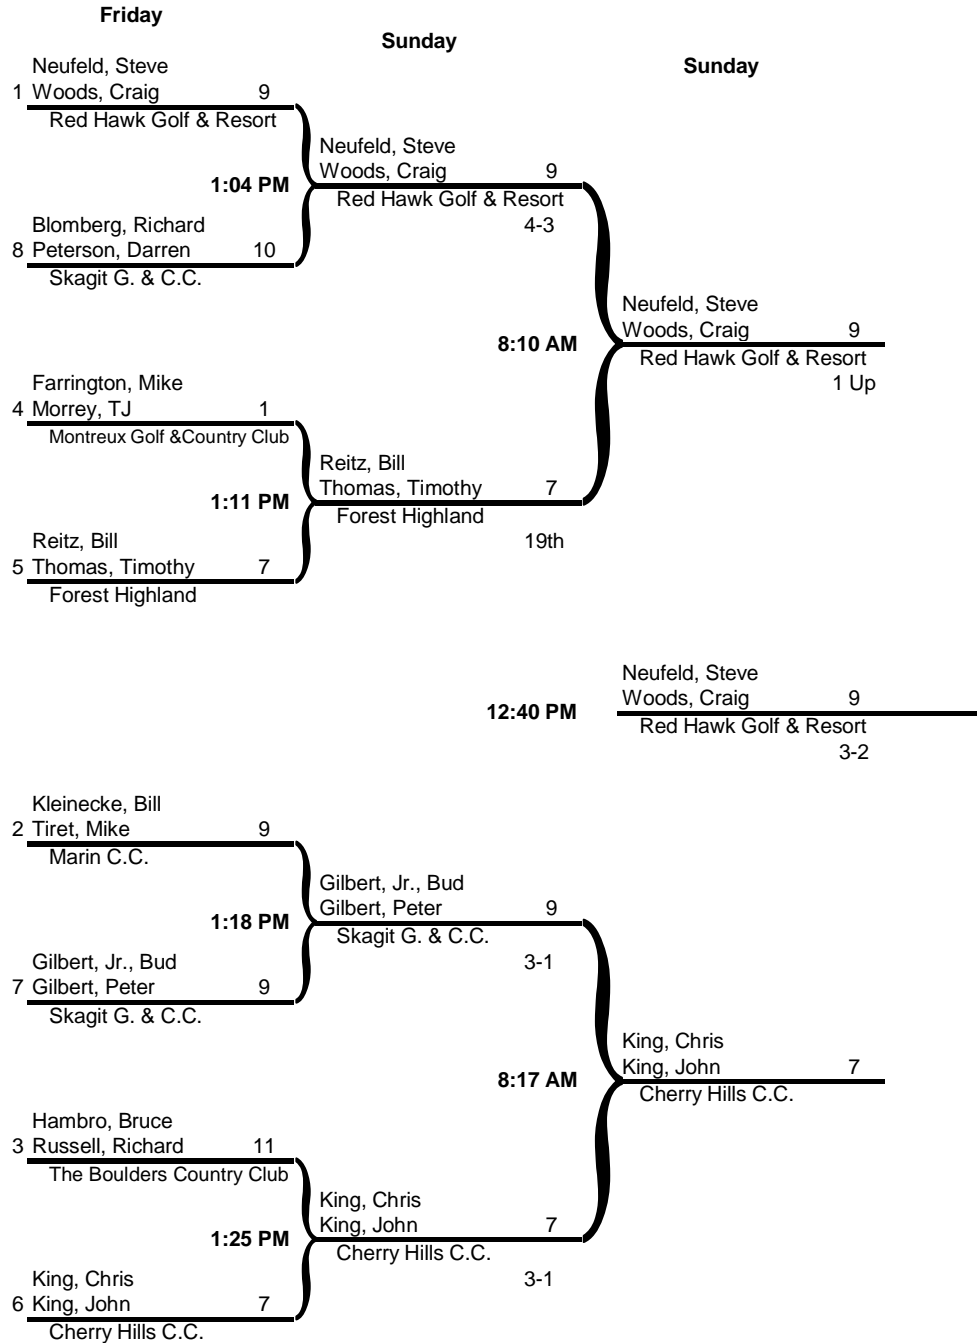 Friday
Sunday
Sunday
Neufeld, Steve
1 Woods, Craig 9
Red Hawk Golf & Resort
Neufeld, Steve
1:04 PM Woods, Craig 9
Red Hawk Golf & Resort
4-3
Blomberg, Richard
8 Peterson, Darren 10
Skagit G. & C.C.
Neufeld, Steve
8:10 AM Woods, Craig 9
Red Hawk Golf & Resort
1 Up
Farrington, Mike
4 Morrey, TJ 1
Montreux Golf &Country Club
Reitz, Bill
1:11 PM Thomas, Timothy 7
Forest Highland
19th
Reitz, Bill
5 Thomas, Timothy 7
Forest Highland
Neufeld, Steve
12:40 PM Woods, Craig 9
Red Hawk Golf & Resort
3-2
Kleinecke, Bill
2 Tiret, Mike 9
Marin C.C.
Gilbert, Jr., Bud
1:18 PM Gilbert, Peter 9
Skagit G. & C.C.
3-1
Gilbert, Jr., Bud
7 Gilbert, Peter 9
Skagit G. & C.C.
King, Chris
8:17 AM King, John 7
Cherry Hills C.C.
Hambro, Bruce
3 Russell, Richard 11
The Boulders Country Club
King, Chris
1:25 PM King, John 7
Cherry Hills C.C.
3-1
King, Chris
6 King, John 7
Cherry Hills C.C.